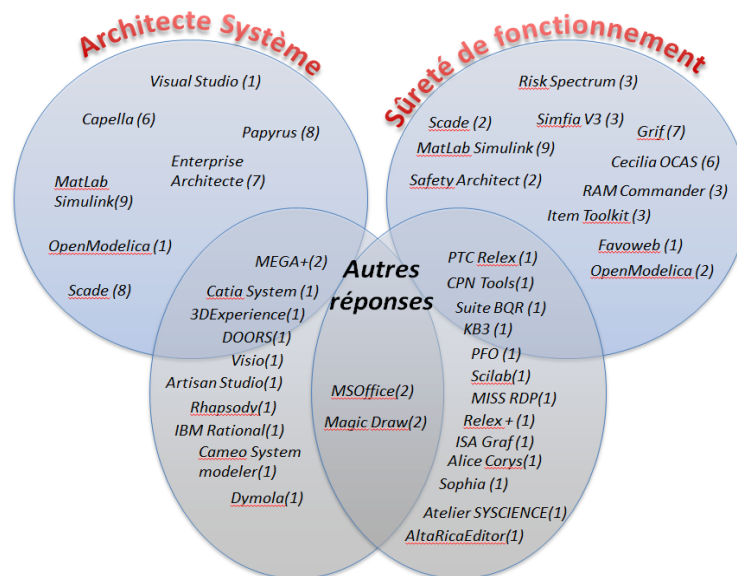 Architecte Système
Visual Studio (1)
Capella (6)
Papyrus (8)
Enterprise
Architecte (7)
MatLab
Simulink(9)
OpenModelica (1)
Scade (8)
Sûreté de fonctionnement
Risk Spectrum (3)
Scade (2)
Simfia V3 (3)
Grif (7)
MatLab Simulink (9)
Cecilia OCAS (6)
Safety Architect (2)
RAM Commander (3)
Item Toolkit (3)
Favoweb (1)
OpenModelica (2)
Autres
réponses
MEGA+(2)
Catia System (1)
3DExperience(1)
DOORS(1)
Visio(1)
Artisan Studio(1)
Rhapsody(1)
IBM Rational(1)
Cameo System
modeler(1)
Dymola(1)
MSOffice(2)
Magic Draw(2)
PTC Relex (1)
CPN Tools(1)
Suite BQR (1)
KB3 (1)
PFO (1)
Scilab(1)
MISS RDP(1)
Relex + (1)
ISA Graf (1)
Alice Corys(1)
Sophia (1)
Atelier SYSCIENCE(1)
AltaRicaEditor(1)